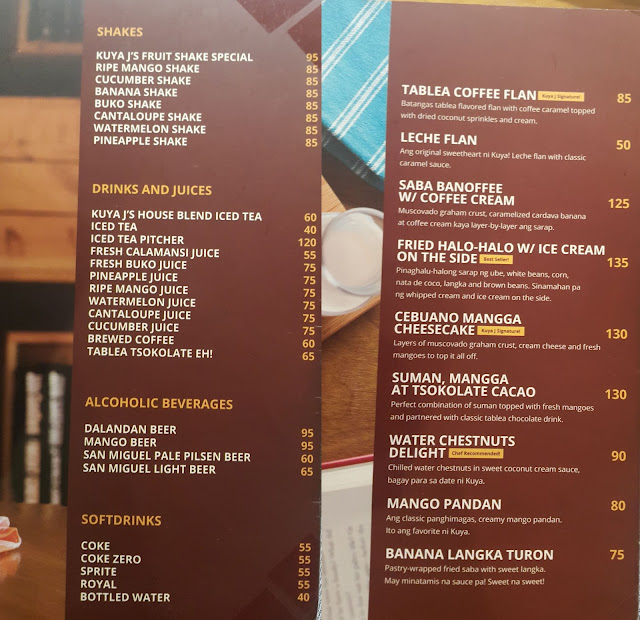 SHAKES
KUYA J'S FRUIT SHAKE SPECIAL 95
RIPE MANGO SHAKE 85
CUCUMBER SHAKE 85
BANANA SHAKE 85
BUKO SHAKE 85
CANTALOUPE SHAKE 85
WATERMELON SHAKE 85
PINEAPPLE SHAKE 85
DRINKS AND JUICES
KUYA J'S HOUSE BLEND ICED TEA 60
ICED TEA 40
ICED TEA PITCHER 120
FRESH CALAMANSI JUICE 55
FRESH BUKO JUICE 75
PINEAPPLE JUICE 75
RIPE MANGO JUICE 75
WATERMELON JUICE 75
CANTALOUPE JUICE 75
CUCUMBER JUICE 75
BREWED COFFEE 60
TABLEA TSOKOLATE EH! 65
ALCOHOLIC BEVERAGES
DALANDAN BEER 95
MANGO BEER 95
SAN MIGUEL PALE PILSEN BEER 60
SAN MIGUEL LIGHT BEER 65
SOFTDRINKS
COKE 55
COKE ZERO 55
SPRITE 55
ROYAL 55
BOTTLED WATER 40
TABLEA COFFEE FLAN Kuya J Signature! 85
Batangas tablea flavored flan with coffee caramel topped
with dried coconut sprinkles and cream.
LECHE FLAN 50
Ang original sweetheart ni Kuya! Leche flan with classic
caramel sauce.
SABA BANOFFEE
W/ COFFEE CREAM 125
Muscovado graham crust, caramelized cardava banana
at coffee cream kaya layer-by-layer ang sarap.
FRIED HALO-HALO W/ ICE CREAM
ON THE SIDE Best Seller! 135
Pinaghalu-halong sarap ng ube, white beans, corn,
nata de coco, langka and brown beans. Sinamahan pa
ng whipped cream and ice cream on the side.
CEBUANO MANGGA
CHEESECAKE Kuya J Signature! 130
Layers of muscovado graham crust, cream cheese and fresh
mangoes to top it all off.
SUMAN, MANGGA
AT TSOKOLATE CACAO 130
Perfect combination of suman topped with fresh mangoes
and partnered with classic tablea chocolate drink.
WATER CHESTNUTS
DELIGHT Chef Recommended! 90
Chilled water chestnuts in sweet coconut cream sauce,
bagay para sa date ni Kuya.
MANGO PANDAN 80
Ang classic panghimagas, creamy mango pandan.
Ito ang favorite ni Kuya.
BANANA LANGKA TURON 75
Pastry-wrapped fried saba with sweet langka.
May minatamis na sauce pa! Sweet na sweet!